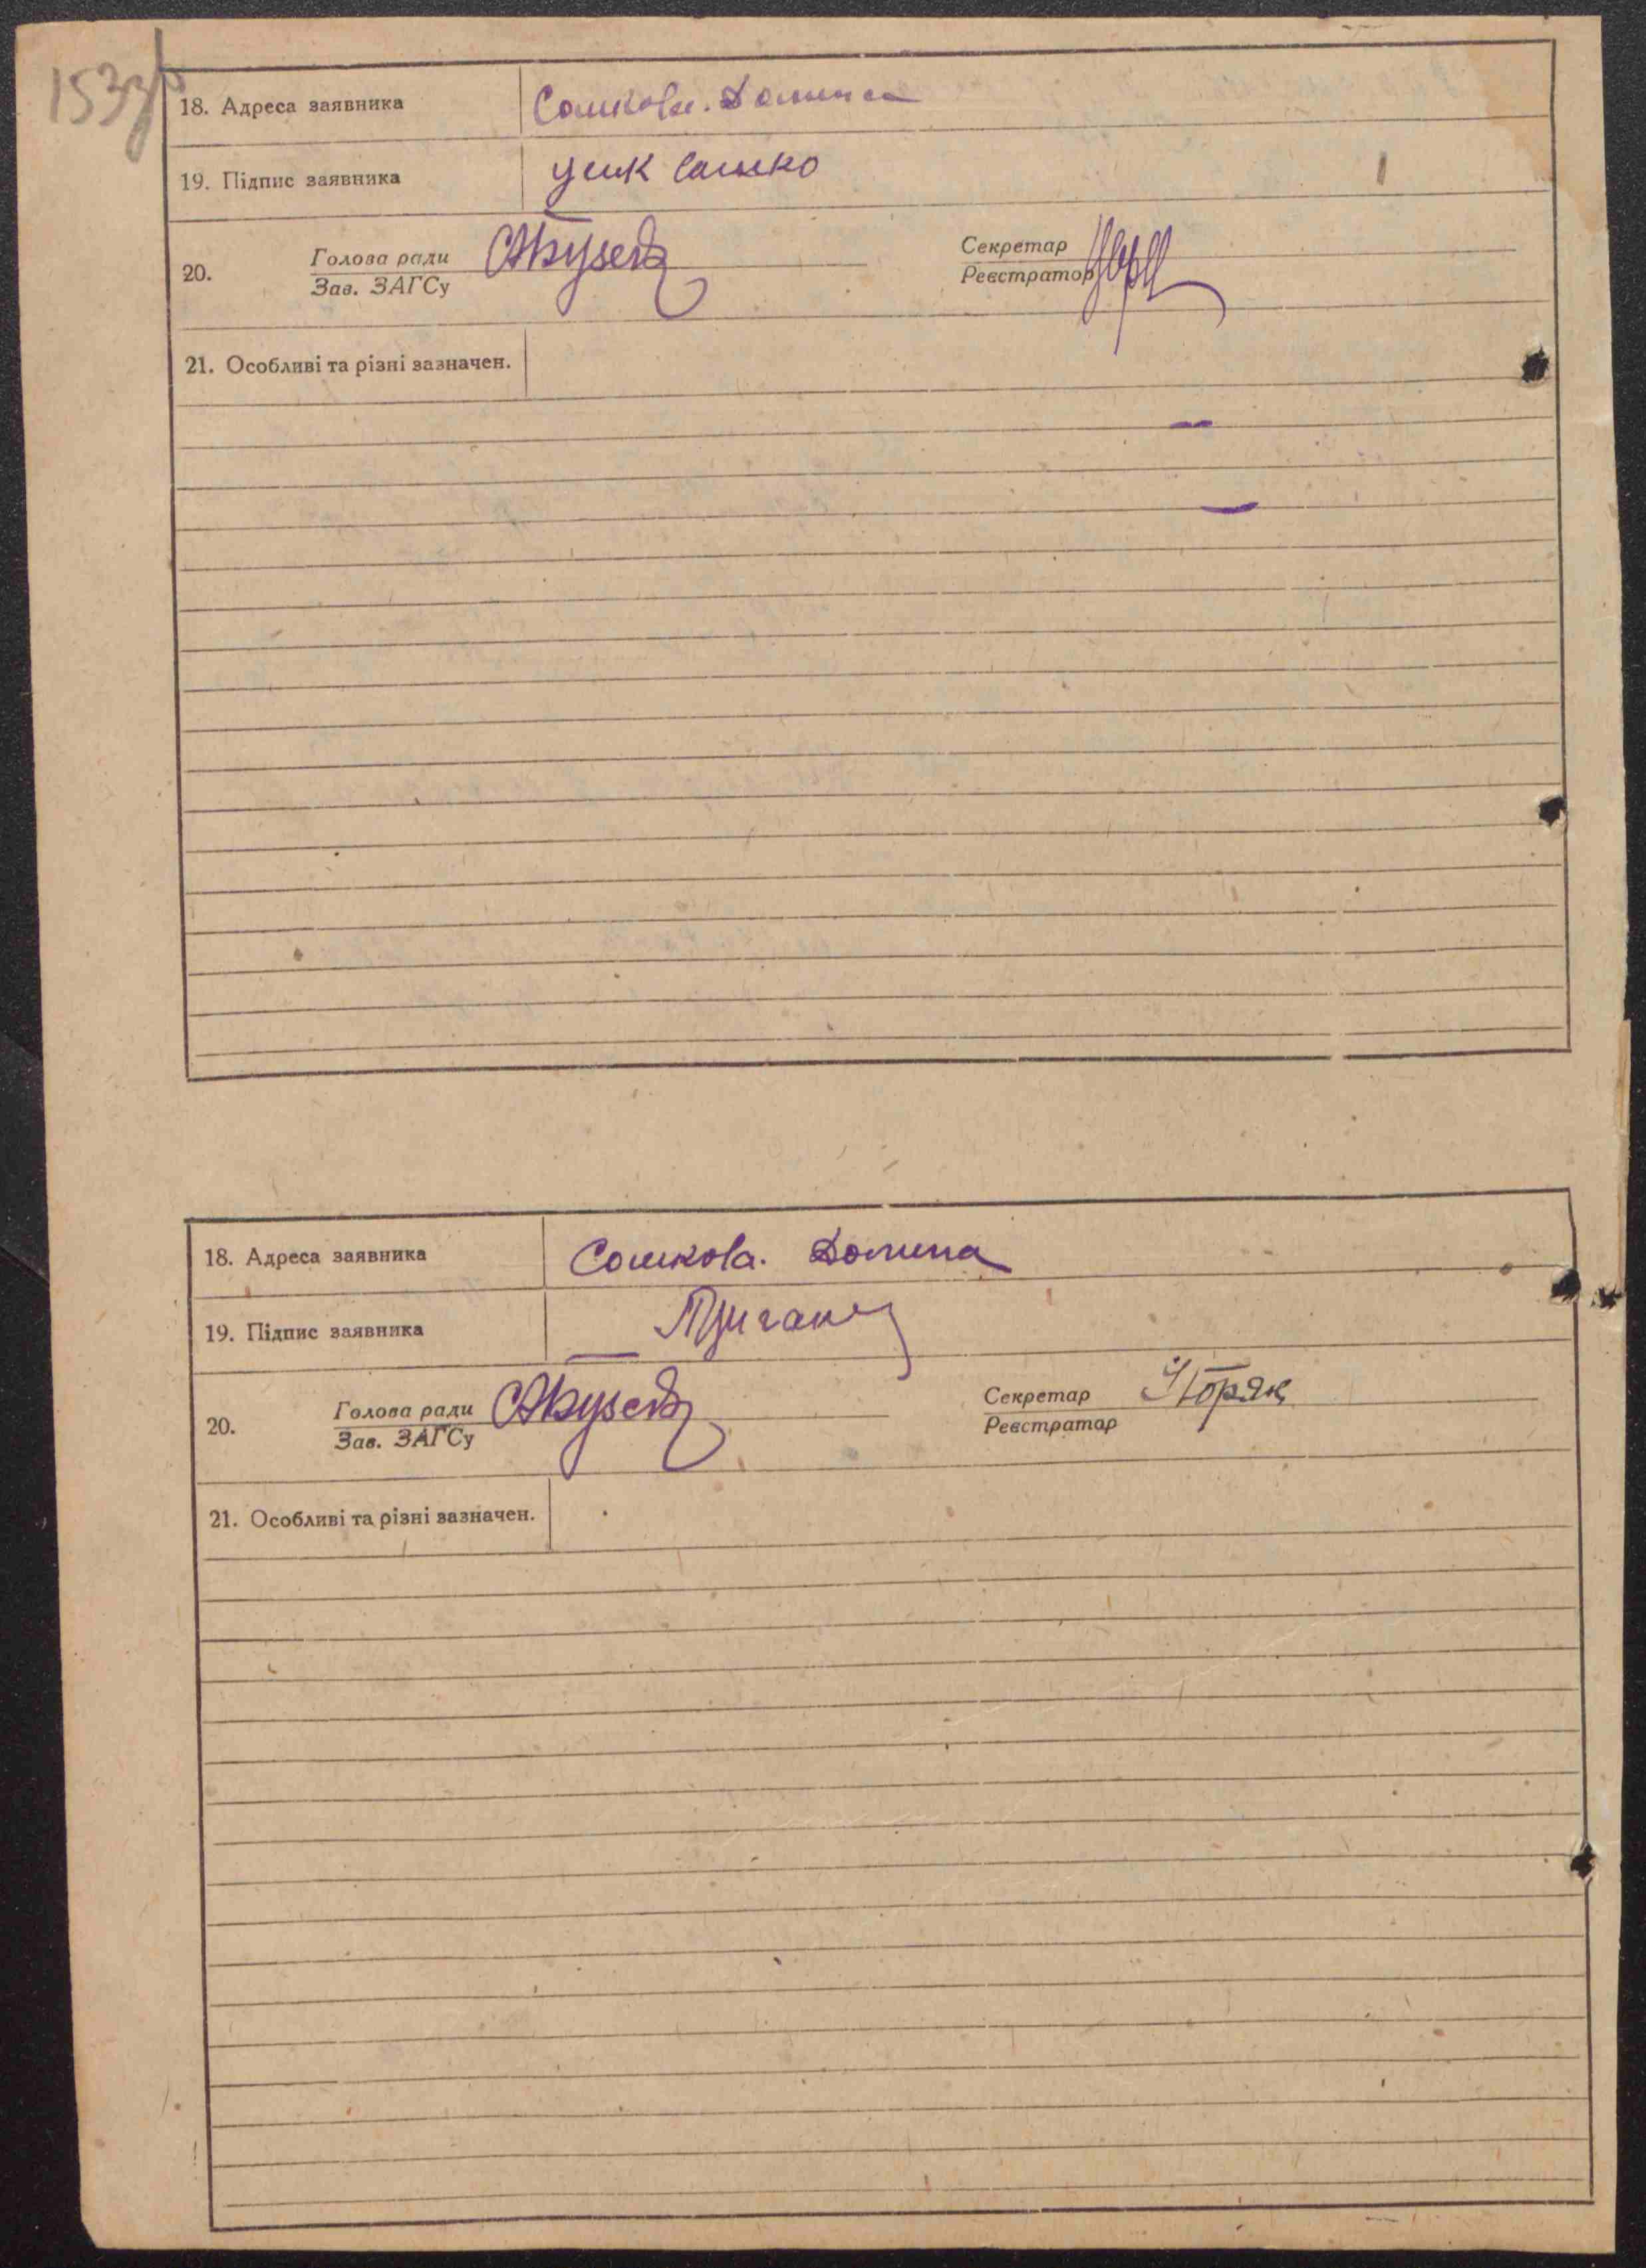 153зв
18. Адреса заявника Сошкова. Долина
19. Підпис заявника
20. Голова ради
Зав. ЗАГСу
Секретар
Реєстратор
21. Особливі та різні зазначен.
18. Адреса заявника Сошкова. Долина
19. Підпис заявника
20. Голова ради
Зав. ЗАГСу
Секретар
Реєстратор
21. Особливі та різні зазначен.